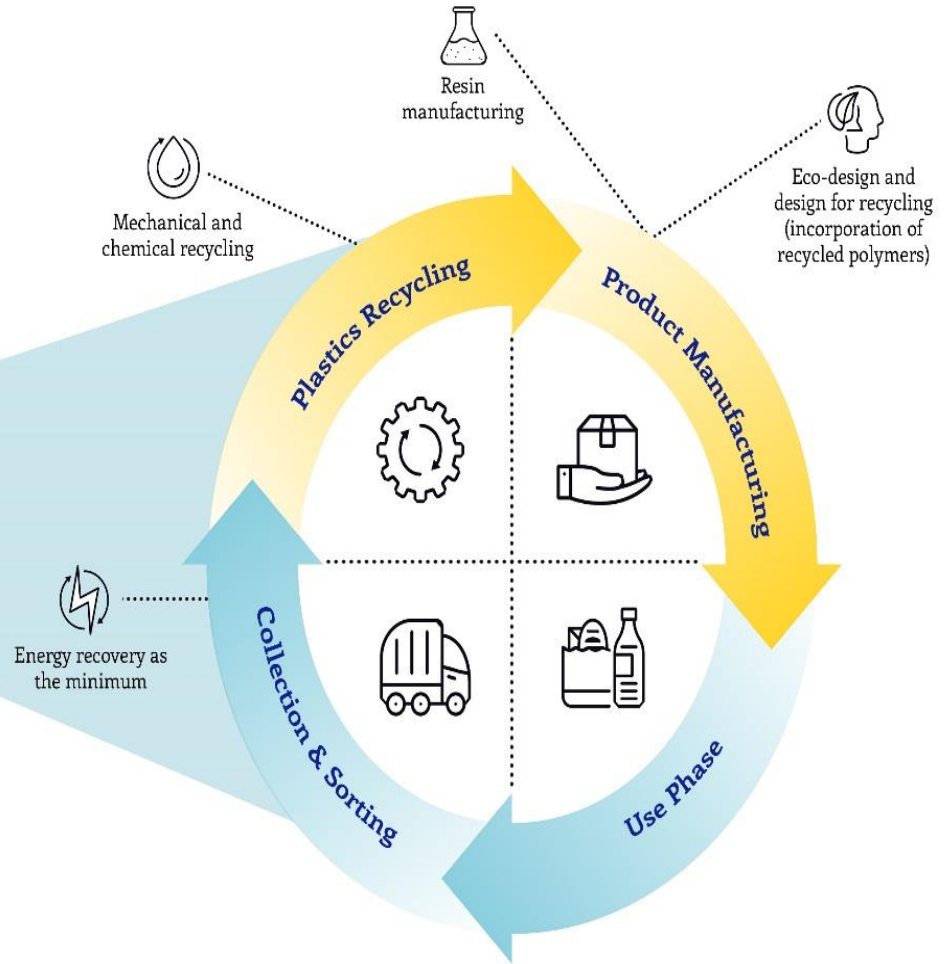 Resin
manufacturing
Eco-design and
design for recycling
(incorporation of
recycled polymers)
Mechanical and
chemical recycling
Plastics Recycling
Product Manufacturing
Energy recovery as
the minimum
Collection & Sorting
Use Phase